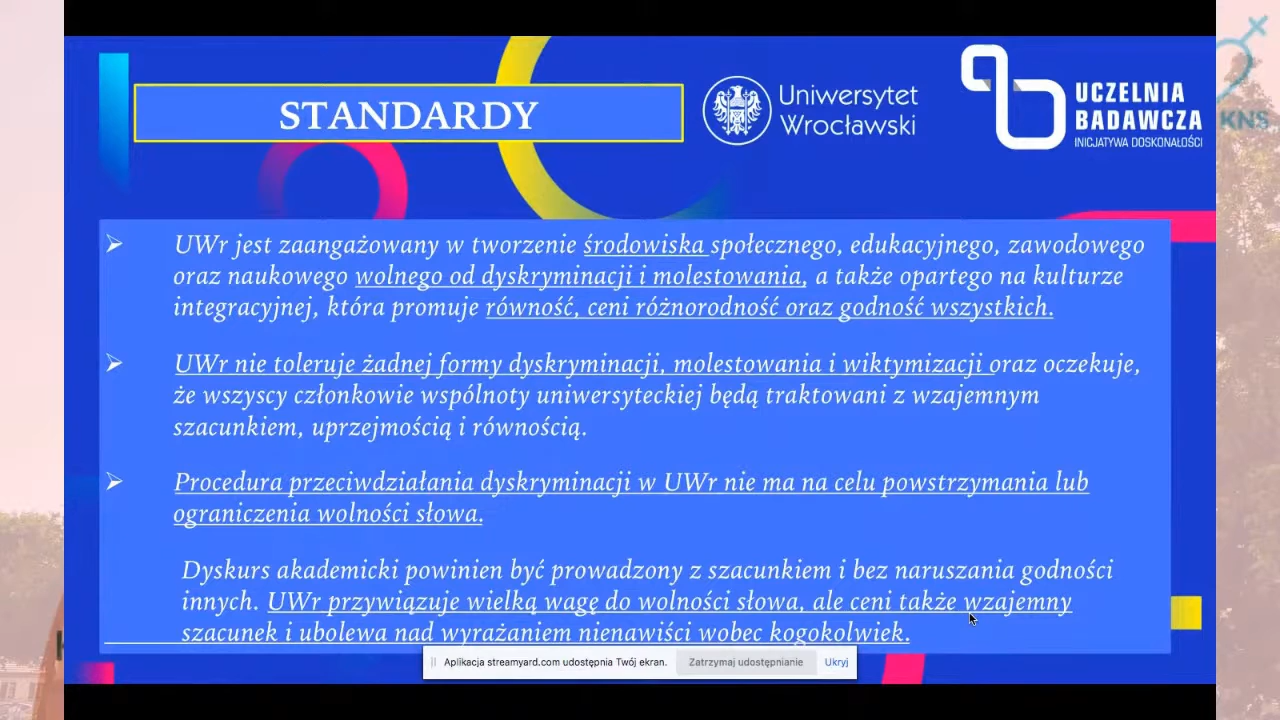 STANDARDY
Uniwersytet
Wrocławski
UCZELNIA
BADAWCZA
INICJATYWA DOSKONAŁOŚCI
KNS
➢ UWr jest zaangażowany w tworzenie środowiska społecznego, edukacyjnego, zawodowego
oraz naukowego wolnego od dyskryminacji i molestowania, a także opartego na kulturze
integracyjnej, która promuje równość, ceni różnorodność oraz godność wszystkich.
➢ UWr nie toleruje żadnej formy dyskryminacji, molestowania i wiktymizacji oraz oczekuje,
że wszyscy członkowie wspólnoty uniwersyteckiej będą traktowani z wzajemnym
szacunkiem, uprzejmością i równością.
➢ Procedura przeciwdziałania dyskryminacji w UWr nie ma na celu powstrzymania lub
ograniczenia wolności słowa.
Dyskurs akademicki powinien być prowadzony z szacunkiem i bez naruszania godności
innych. UWr przywiązuje wielką wagę do wolności słowa, ale ceni także wzajemny
szacunek i ubolewa nad wyrażaniem nienawiści wobec kogokolwiek.
Aplikacja streamyard.com udostępnia Twój ekran. Zatrzymaj udostępnianie Ukryj